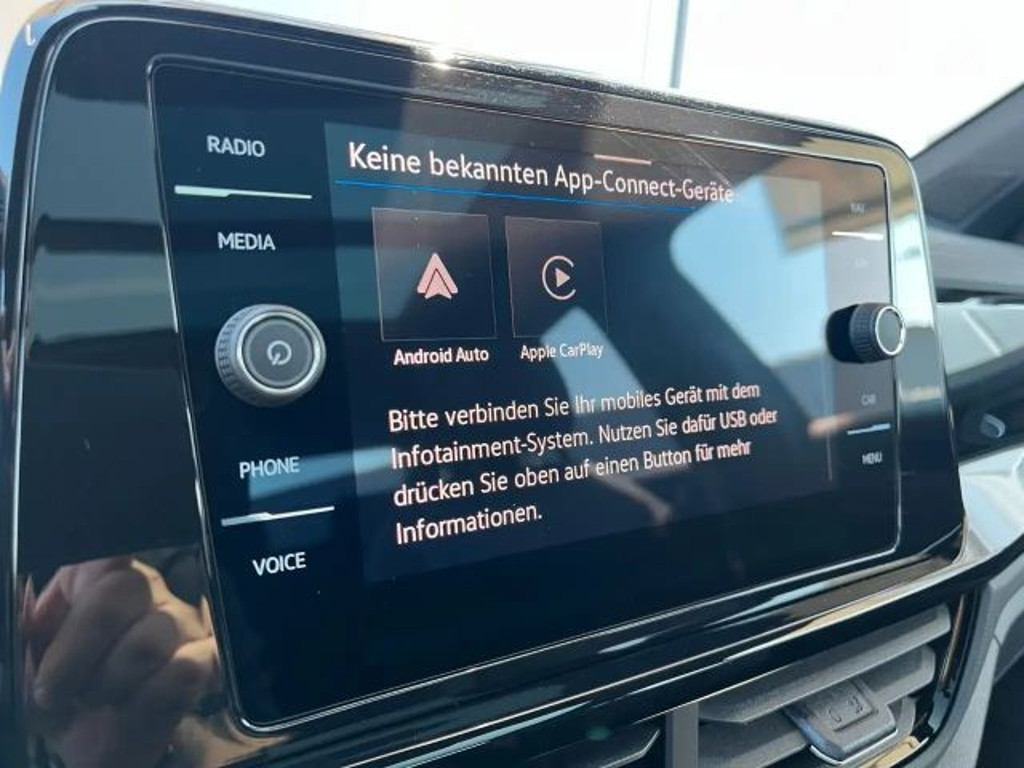 RADIO
MEDIA
PHONE
VOICE
Keine bekannten App-Connect-Geräte
Android Auto
Apple CarPlay
Bitte verbinden Sie Ihr mobiles Gerät mit dem
Infotainment-System. Nutzen Sie dafür USB oder
drücken Sie oben auf einen Button für mehr
Informationen.
CAR
MENU